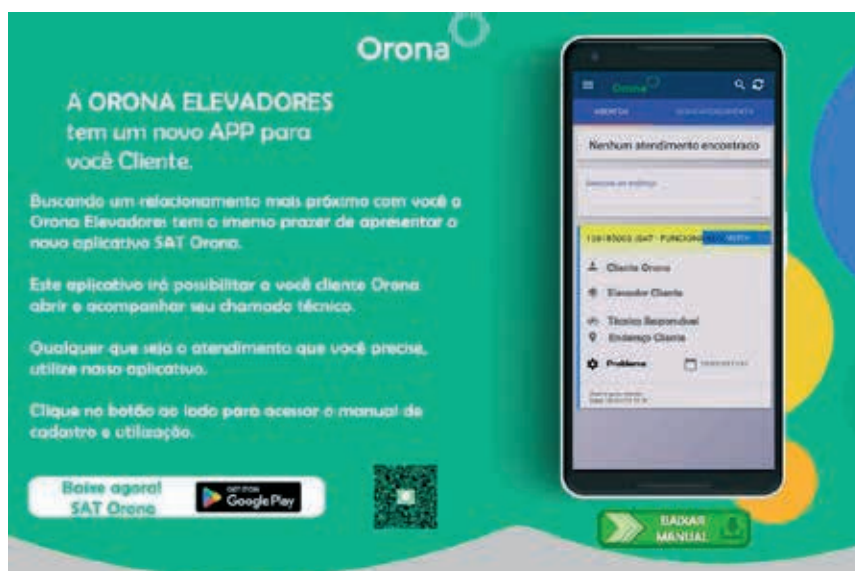 Orona
A ORONA ELEVADORES
tem um novo APP para
você Cliente.
Buscando um relacionamento mais próximo com você a
Orona Elevadores tem o imenso prazer de apresentar o
novo aplicativo SAT Orona.
Este aplicativo irá possibilitar a você cliente Orona
abrir e acompanhar seu chamado técnico.
Qualquer que seja o atendimento que você precise,
utilize nosso aplicativo.
Clique no botão ao lado para acessar o manual de
cadastro e utilização.
Baixe agora!
SAT Orona
GET IT ON
Google Play
Orona
ABERTOS
Nenhum atendimento encontrado
Cliente Orona
Elevador Cliente
Técnico Responsável
Endereço Cliente
Problema
BAIXAR
MANUAL